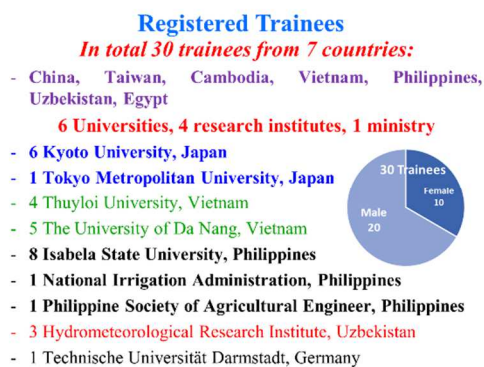 Registered Trainees
In total 30 trainees from 7 countries:
- China, Taiwan, Cambodia, Vietnam, Philippines,
Uzbekistan, Egypt
6 Universities, 4 research institutes, 1 ministry
- 6 Kyoto University, Japan
- 1 Tokyo Metropolitan University, Japan
- 4 Thuyloi University, Vietnam
- 5 The University of Da Nang, Vietnam
- 8 Isabela State University, Philippines
- 1 National Irrigation Administration, Philippines
- 1 Philippine Society of Agricultural Engineer, Philippines
- 3 Hydrometeorological Research Institute, Uzbekistan
- 1 Technische Universität Darmstadt, Germany
30 Trainees
Female
10
Male
20